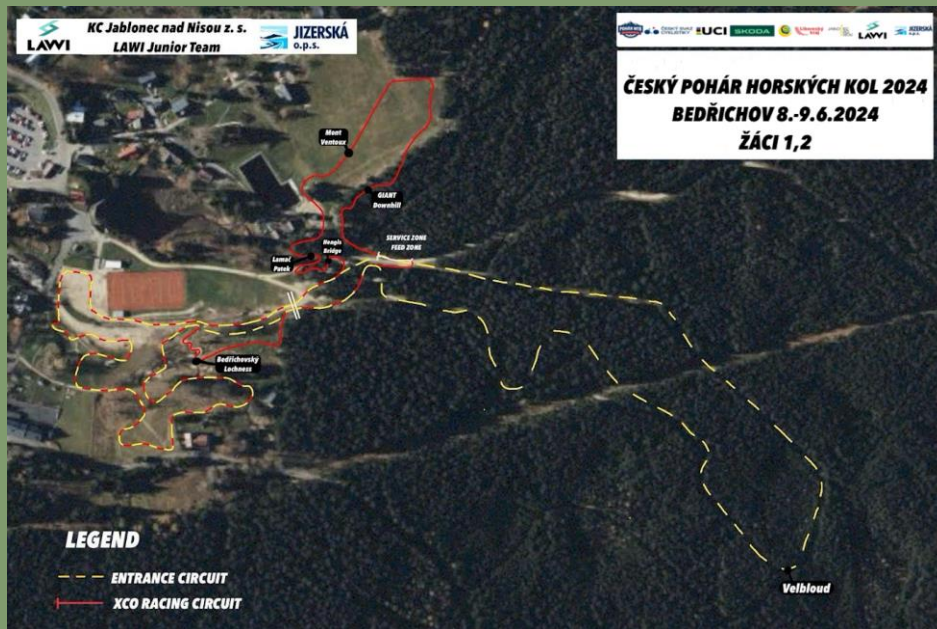 LAWI
KC Jablonec nad Nisou z. s.
LAWI Junior Team
JIZERSKÁ
o.p.s.
UCI
ŠKODA
LAWI
JIZERSKÁ
ČESKÝ POHÁR HORSKÝCH KOL 2024
BEDŘICHOV 8.-9.6.2024
ŽÁCI 1,2
Mont
Ventoux
GIANT
Downhill
Hengis
Bridge
SERVICE ZONE
FEED ZONE
Lamač
Patek
Bedřichovský
Lochness
Velbloud
LEGEND
ENTRANCE CIRCUIT
XCO RACING CIRCUIT